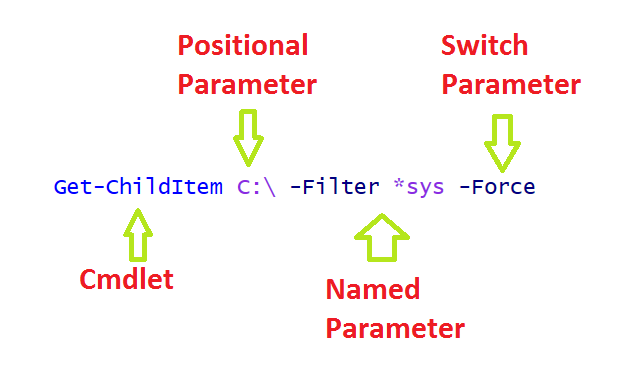 Positional
Parameter
Switch
Parameter
Get-ChildItem C:\ -Filter *sys -Force
Cmdlet
Named
Parameter